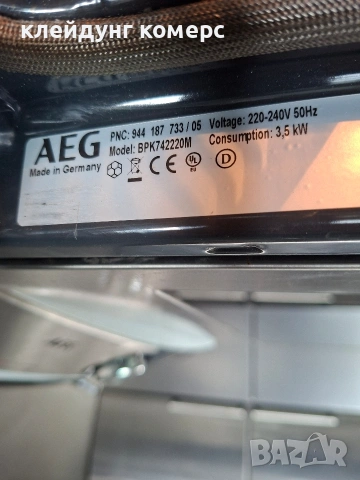 клейдунг комерс
AEG
Made in Germany
PNC: 944 187 733 / 05 Voltage: 220-240V 50Hz
Model: BPK742220M Consumption: 3,5 kW
BAZAR